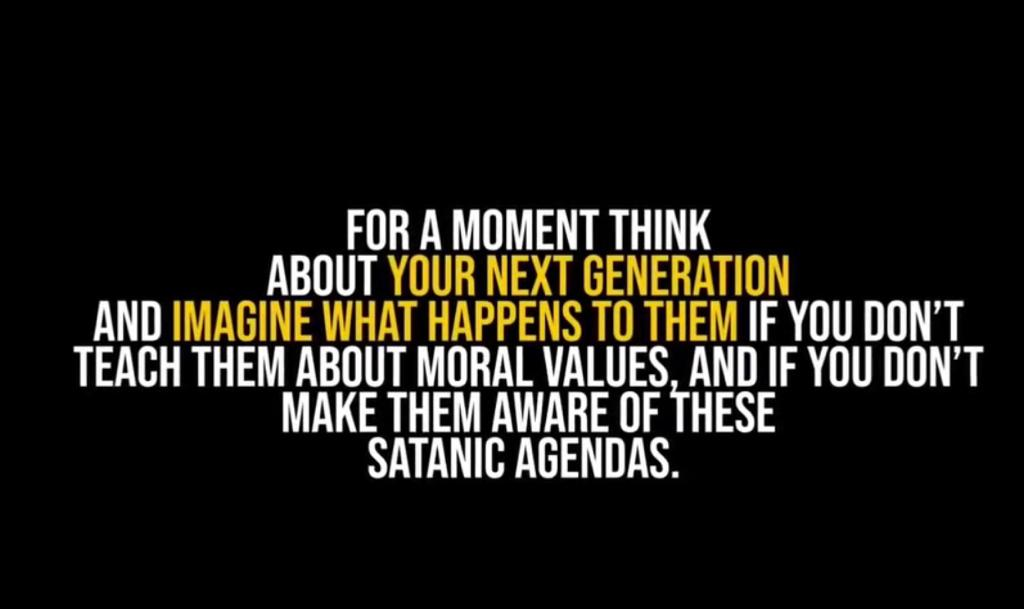 FOR A MOMENT THINK
ABOUT YOUR NEXT GENERATION
AND IMAGINE WHAT HAPPENS TO THEM IF YOU DON'T
TEACH THEM ABOUT MORAL VALUES, AND IF YOU DON'T
MAKE THEM AWARE OF THESE
SATANIC AGENDAS.